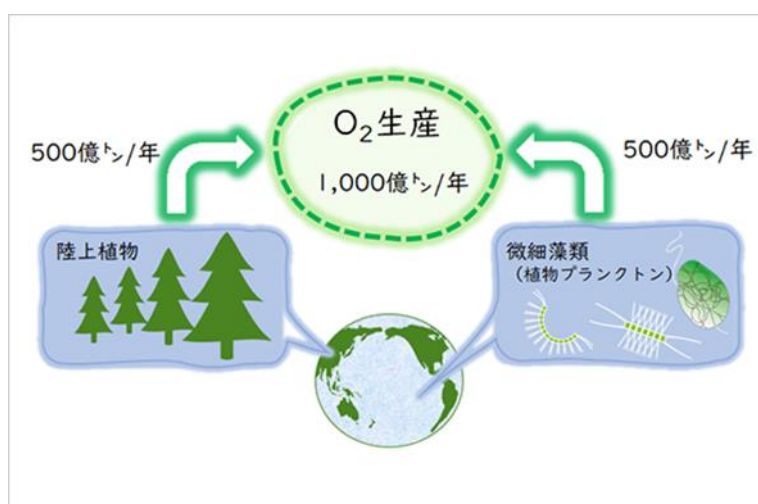 O₂生産
1,000億㌧/年
500億㌧/年
500億㌧/年
陸上植物
微細藻類
(植物プランクトン)